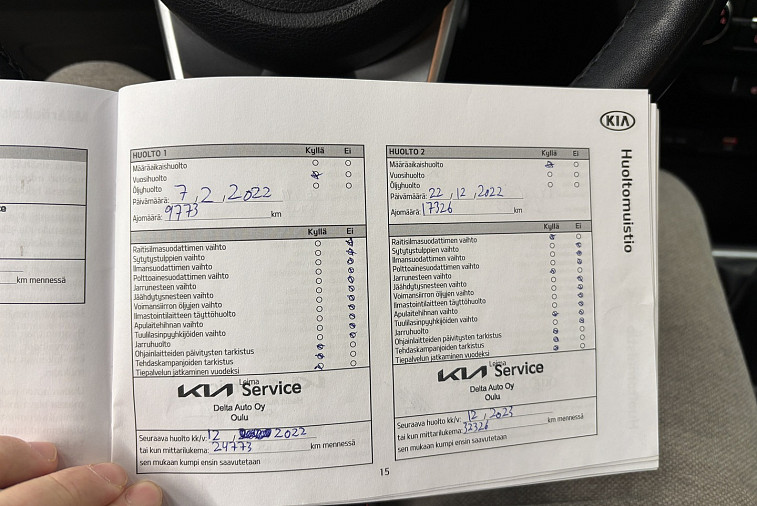 km mennessä
KIA
Huoltomuistio
HUOLTO 1 Kyllä Ei
Määräaikaishuolto
Vuosihuolto
Öljyhuolto
Päivämäärä: 7,2,2022
Ajomäärä: 9773 km
Kyllä Ei
Raitisilmasuodattimen vaihto
Sytytystulppien vaihto
Ilmansuodattimen vaihto
Polttoainesuodattimen vaihto
Jarrunesteen vaihto
Jäähdytysnesteen vaihto
Voimansiirron öljyjen vaihto
Ilmastointilaitteen täyttöhuolto
Apulaitehihnan vaihto
Tuulilasinpyyhkijöiden vaihto
Jarruhuolto
Ohjainlaitteiden päivitysten tarkistus
Tehdaskampanjoiden tarkistus
Tiepalvelun jatkaminen vuodeksi
Leima
KIA Service
Delta Auto Oy
Oulu
Seuraava huolto kk/v: 12, 2022
tai kun mittarilukema: 24773 km mennessä
sen mukaan kumpi ensin saavutetaan
HUOLTO 2 Kyllä Ei
Määräaikaishuolto
Vuosihuolto
Öljyhuolto
Päivämäärä: 22,12,2022
Ajomäärä: 17326 km
Kyllä Ei
Raitisilmasuodattimen vaihto
Sytytystulppien vaihto
Ilmansuodattimen vaihto
Polttoainesuodattimen vaihto
Jarrunesteen vaihto
Jäähdytysnesteen vaihto
Voimansiirron öljyjen vaihto
Ilmastointilaitteen täyttöhuolto
Apulaitehihnan vaihto
Tuulilasinpyyhkijöiden vaihto
Jarruhuolto
Ohjainlaitteiden päivitysten tarkistus
Tehdaskampanjoiden tarkistus
Tiepalvelun jatkaminen vuodeksi
Leima
KIA Service
Delta Auto Oy
Oulu
Seuraava huolto kk/v: 12, 2023
tai kun mittarilukema: 32326 km mennessä
sen mukaan kumpi ensin saavutetaan
15